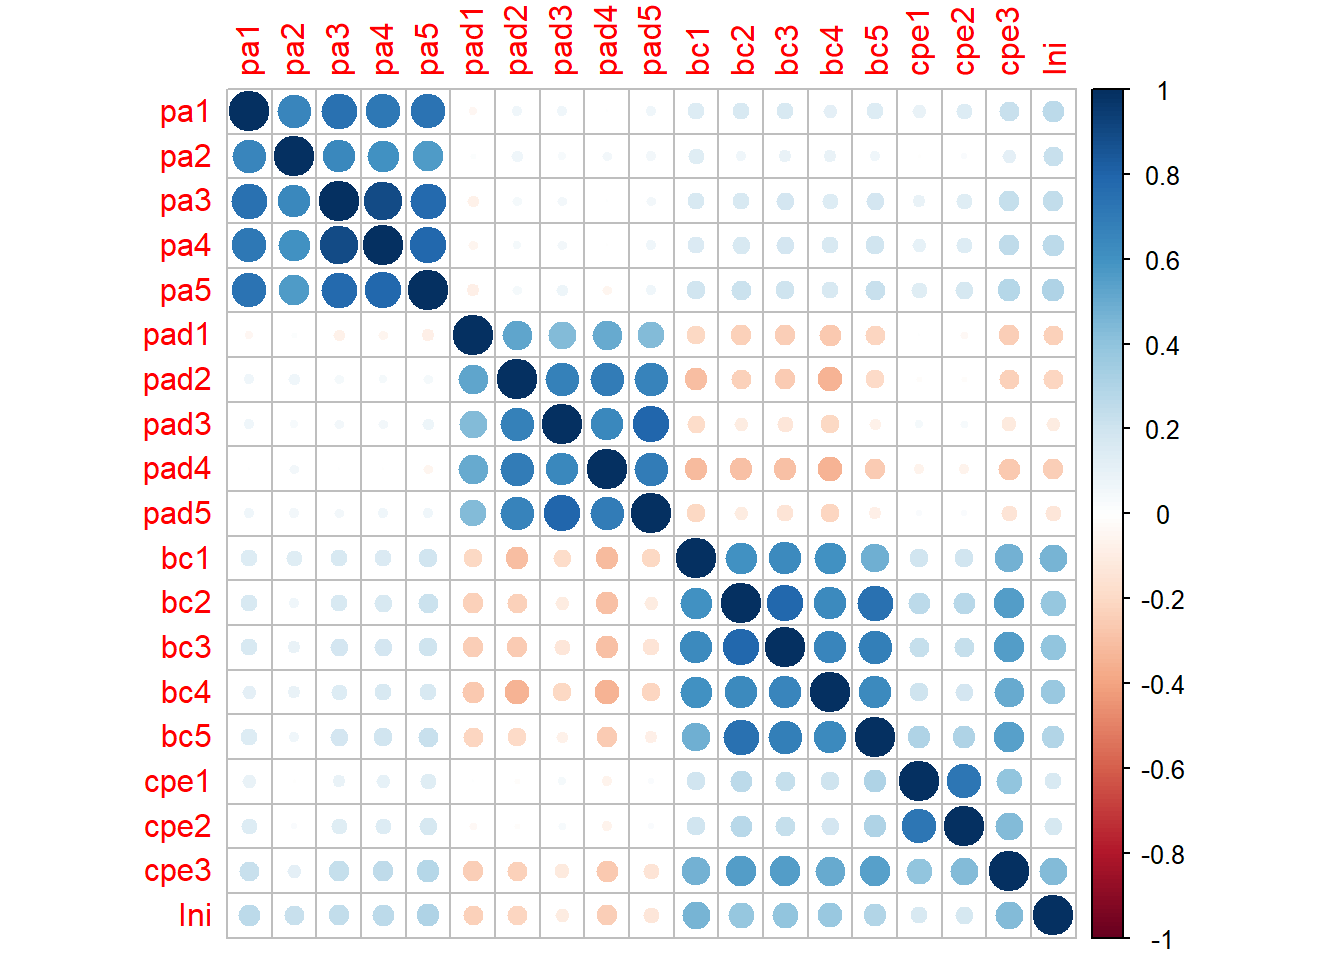 pa1 pa2 pa3 pa4 pa5 pad1 pad2 pad3 pad4 pad5 bc1 bc2 bc3 bc4 bc5 cpe1 cpe2 cpe3 Ini
pa1
pa2
pa3
pa4
pa5
pad1
pad2
pad3
pad4
pad5
bc1
bc2
bc3
bc4
bc5
cpe1
cpe2
cpe3
Ini
1
0.8
0.6
0.4
0.2
0
-0.2
-0.4
-0.6
-0.8
-1